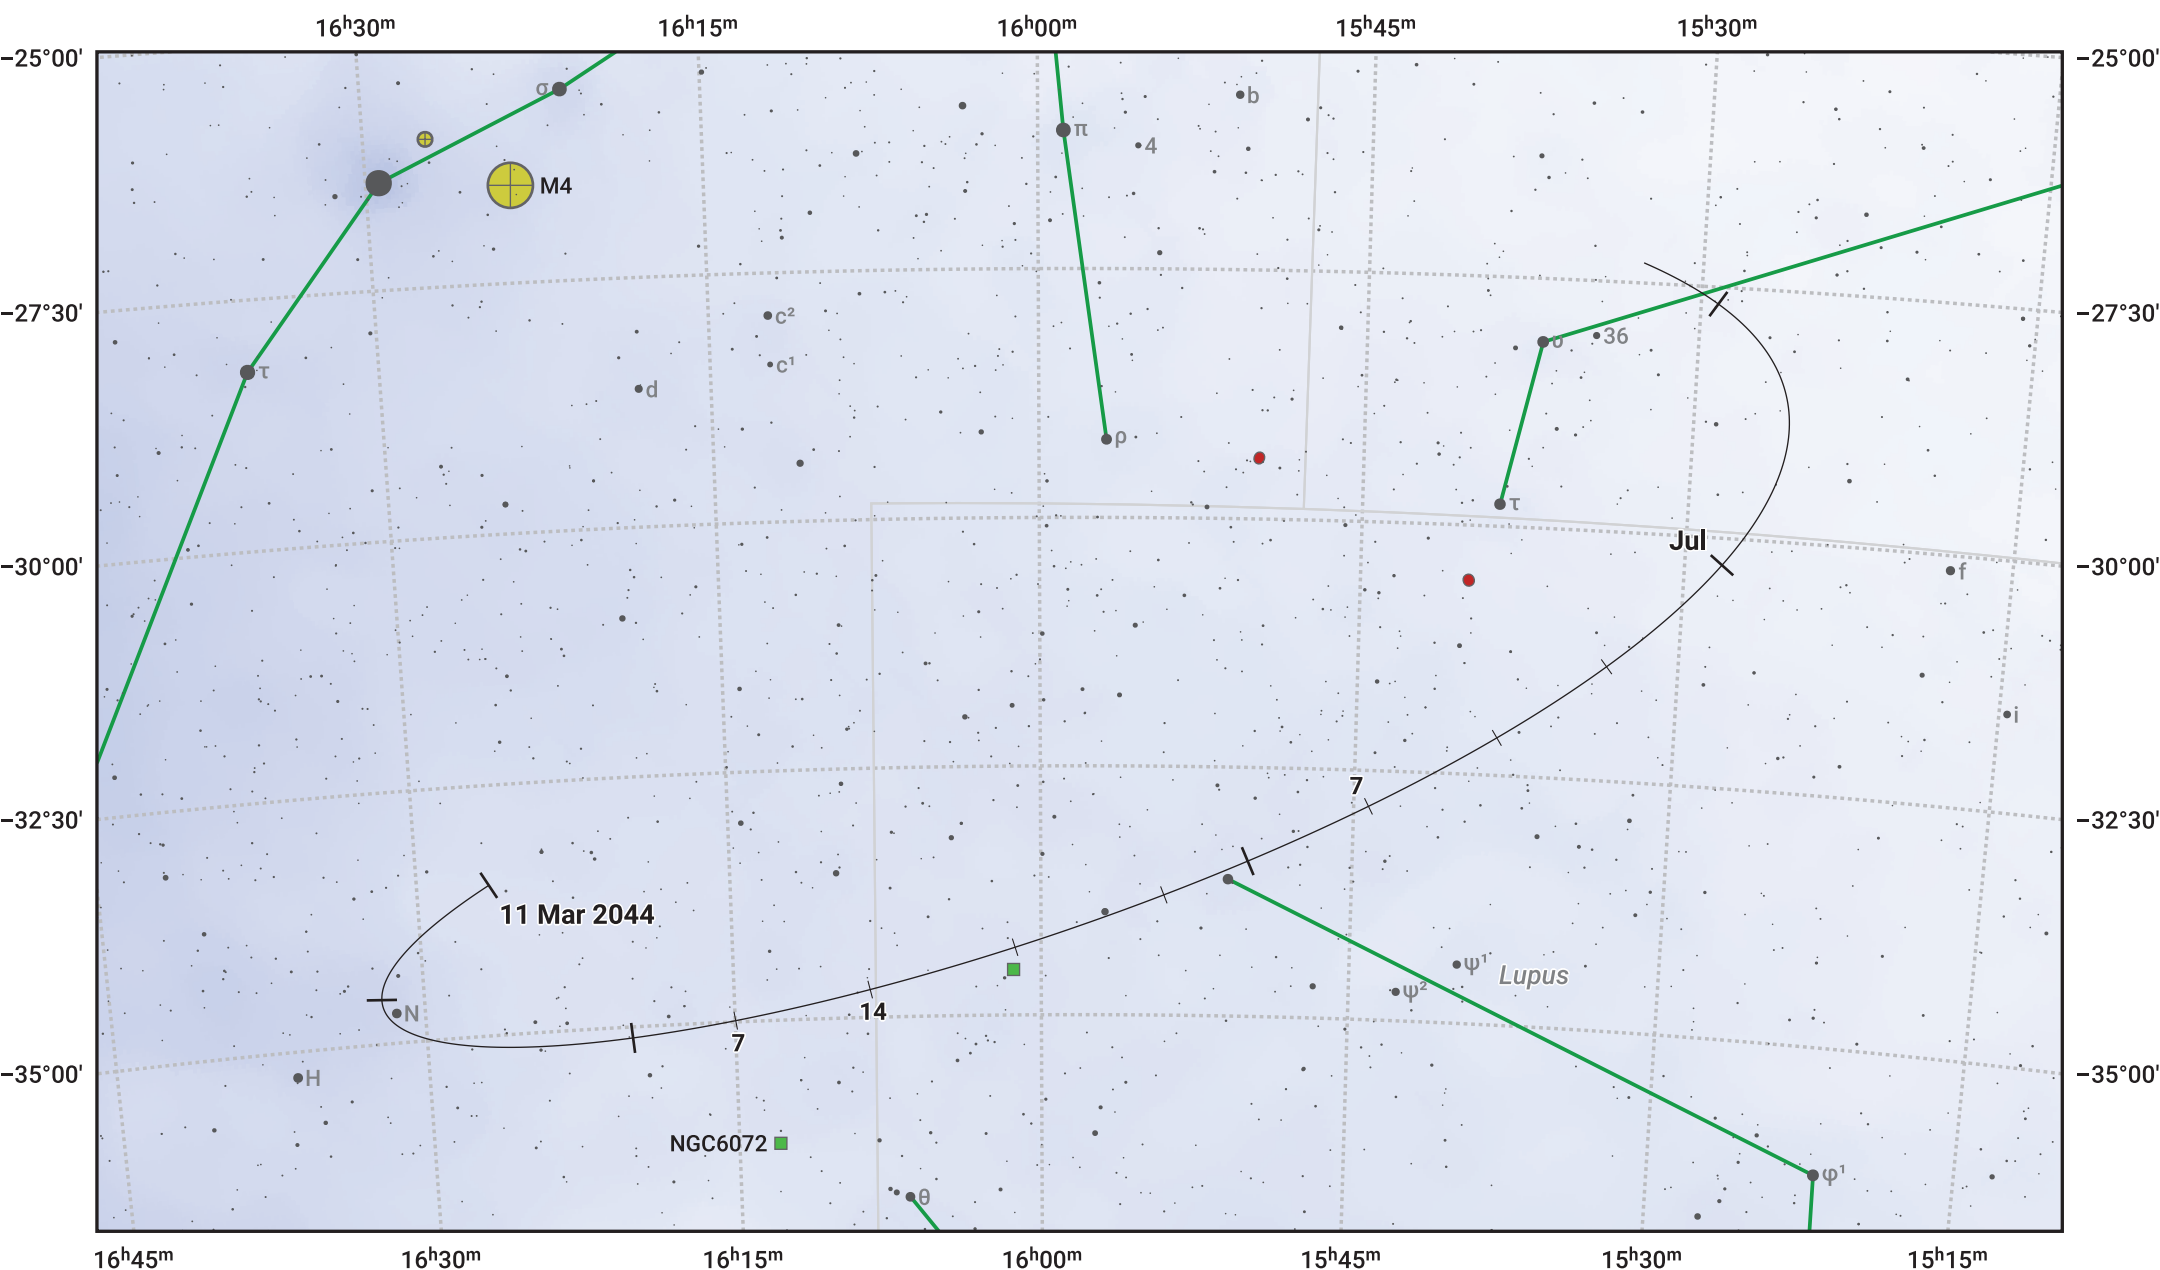 16ʰ30ᵐ 16ʰ15ᵐ 16ʰ00ᵐ 15ʰ45ᵐ 15ʰ30ᵐ
−25°00' −25°00'
σ
b
π
4
M4
−27°30' −27°30'
c²
υ 36
c¹
τ
d
ρ
τ
Jul
−30°00' −30°00'
f
i
7
−32°30' −32°30'
11 Mar 2044
ψ¹
Lupus
ψ²
N
14
7
−35°00' −35°00'
H
NGC6072
φ¹
θ
16ʰ45ᵐ 16ʰ30ᵐ 16ʰ15ᵐ 16ʰ00ᵐ 15ʰ45ᵐ 15ʰ30ᵐ 15ʰ15ᵐ